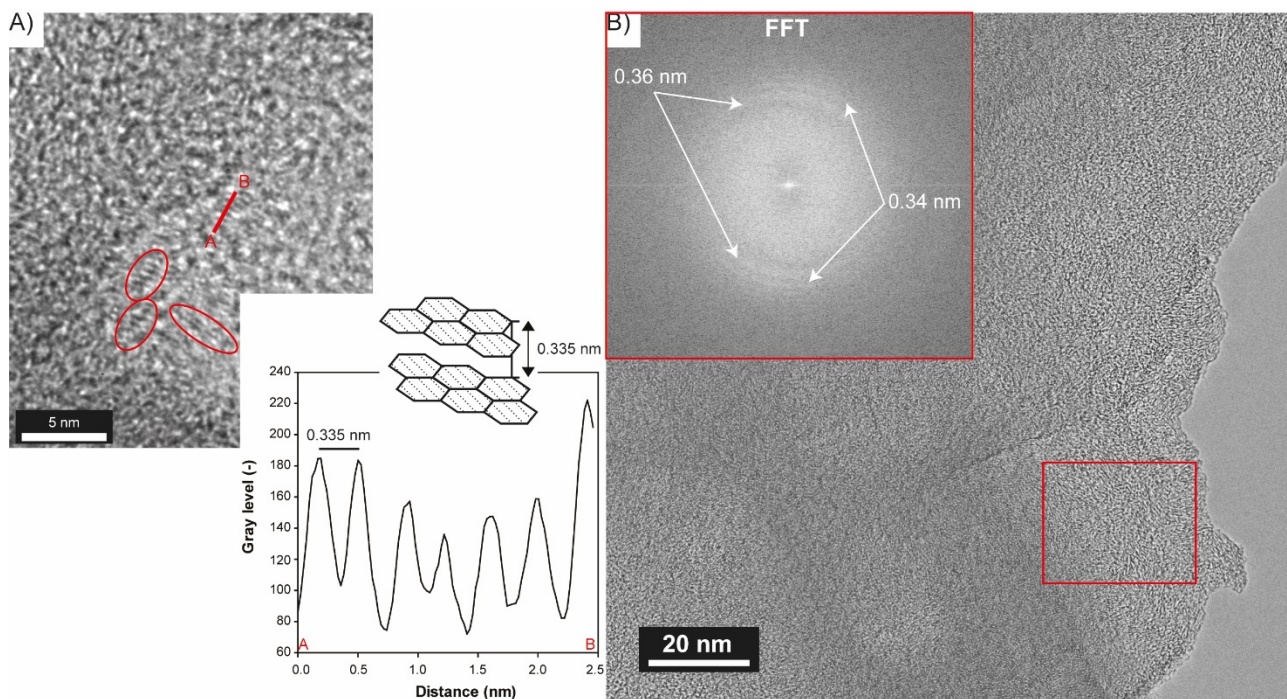 A)
B
A
5 nm
0.335 nm
240
220
200
180
160
140
120
100
80
60
Gray level (-)
0.335 nm
A
B
0.0
0.5
1.0
1.5
2.0
2.5
Distance (nm)
B)
FFT
0.36 nm
0.34 nm
20 nm